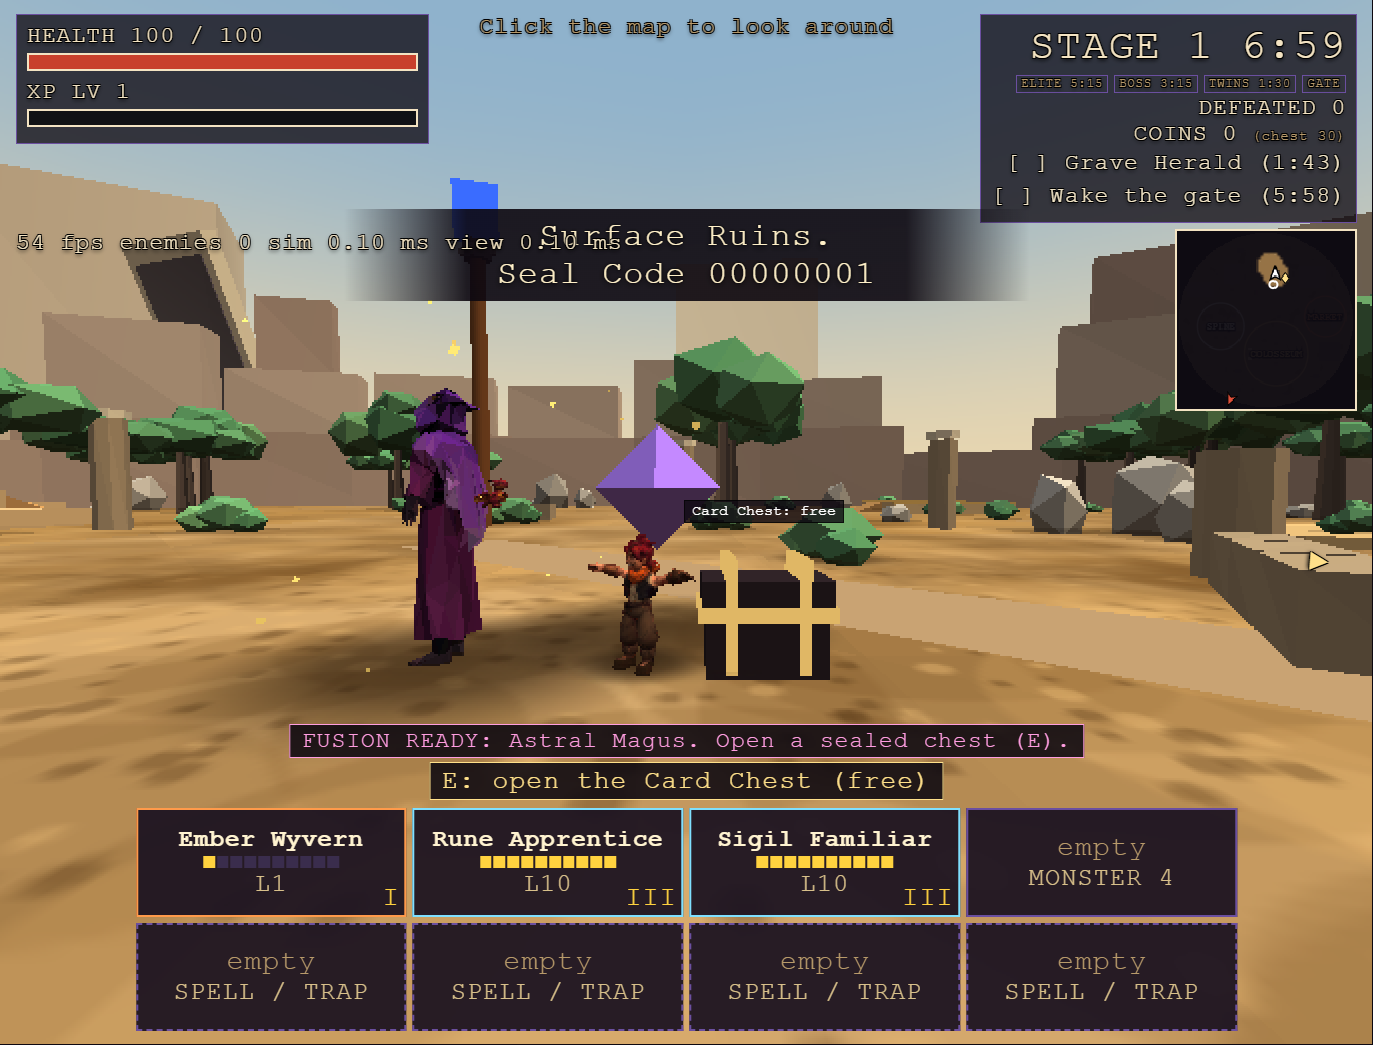 HEALTH 100 / 100
XP LV 1
Click the map to look around
STAGE 1 6:59
ELITE 5:15 BOSS 3:15 TWINS 1:30 GATE
DEFEATED 0
COINS 0 (chest 30)
[ ] Grave Herald (1:43)
[ ] Wake the gate (5:58)
54 fps enemies 0 sim 0.10 ms view 0.10 ms
Surface Ruins.
Seal Code 00000001
Card Chest: free
FUSION READY: Astral Magus. Open a sealed chest (E).
E: open the Card Chest (free)
Ember Wyvern
L1
I
Rune Apprentice
L10
III
Sigil Familiar
L10
III
empty
MONSTER 4
empty
SPELL / TRAP
empty
SPELL / TRAP
empty
SPELL / TRAP
empty
SPELL / TRAP